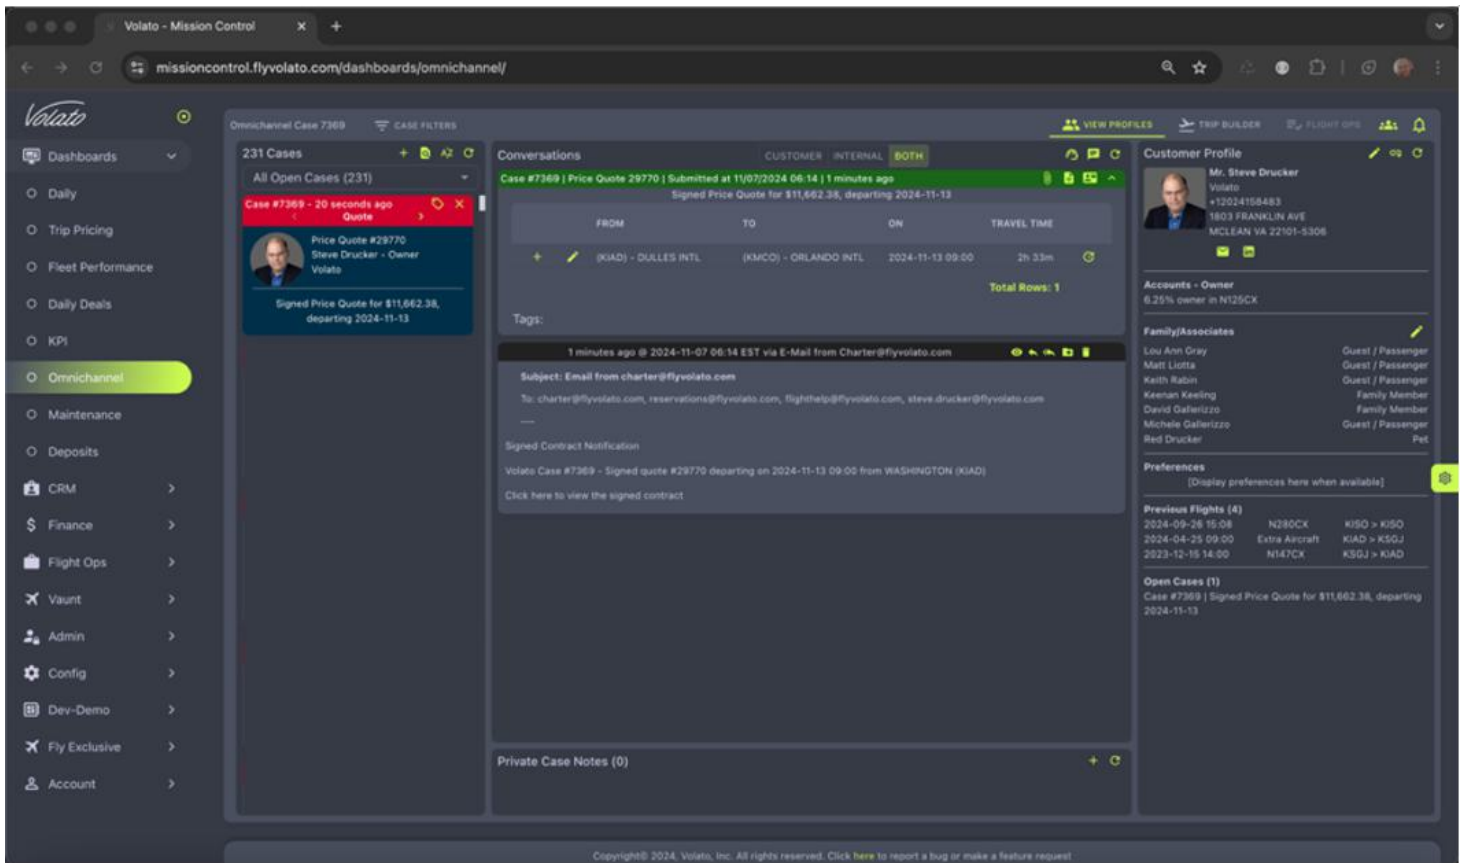 Volato - Mission Control
missioncontrol.flyvolato.com/dashboards/omnichannel/
Volato
Dashboards
Daily
Trip Pricing
Fleet Performance
Daily Deals
KPI
Omnichannel
Maintenance
Deposits
CRM
Finance
Flight Ops
Vaunt
Admin
Config
Dev-Demo
Fly Exclusive
Account
Omnichannel Case 7369 CASE FILTERS
VIEW PROFILES TRIP BUILDER FLIGHT OPS
231 Cases
All Open Cases (231)
Case #7369 - 20 seconds ago
Quote
Price Quote #29770
Steve Drucker - Owner
Volato
Signed Price Quote for $11,662.38,
departing 2024-11-13
Conversations CUSTOMER INTERNAL BOTH
Case #7369 | Price Quote 29770 | Submitted at 11/07/2024 06:14 | 1 minutes ago
Signed Price Quote for $11,662.38, departing 2024-11-13
FROM TO ON TRAVEL TIME
(KIAD) - DULLES INTL (KMCO) - ORLANDO INTL 2024-11-13 09:00 2h 33m
Total Rows: 1
Tags:
1 minutes ago @ 2024-11-07 06:14 EST via E-Mail from Charter@flyvolato.com
Subject: Email from charter@flyvolato.com
To: charter@flyvolato.com, reservations@flyvolato.com, flighthelp@flyvolato.com, steve.drucker@flyvolato.com
----
Signed Contract Notification
Volato Case #7369 - Signed quote #29770 departing on 2024-11-13 09:00 from WASHINGTON (KIAD)
Click here to view the signed contract
Private Case Notes (0)
Customer Profile
Mr. Steve Drucker
Volato
+12024158483
1803 FRANKLIN AVE
MCLEAN VA 22101-5306
Accounts - Owner
6.25% owner in N125CX
Family/Associates
Lou Ann Gray Guest / Passenger
Matt Liotta Guest / Passenger
Keith Rabin Guest / Passenger
Keenan Keeling Family Member
David Gallerizzo Family Member
Michele Gallerizzo Guest / Passenger
Red Drucker Pet
Preferences
[Display preferences here when available]
Previous Flights (4)
2024-09-26 15:08 N280CX KISO > KISO
2024-04-25 09:00 Extra Aircraft KIAD > KSGJ
2023-12-15 14:00 N147CX KSGJ > KIAD
Open Cases (1)
Case #7369 | Signed Price Quote for $11,662.38, departing
2024-11-13
Copyright© 2024, Volato, Inc. All rights reserved. Click here to report a bug or make a feature request